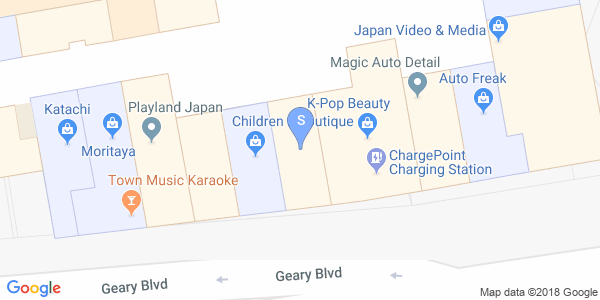 Japan Video & Media
Magic Auto Detail
Auto Freak
Katachi
Playland Japan
K-Pop Beauty
Children
S
utique
Moritaya
ChargePoint
Charging Station
Town Music Karaoke
Geary Blvd
Geary Blvd
Google
Map data ©2018 Google